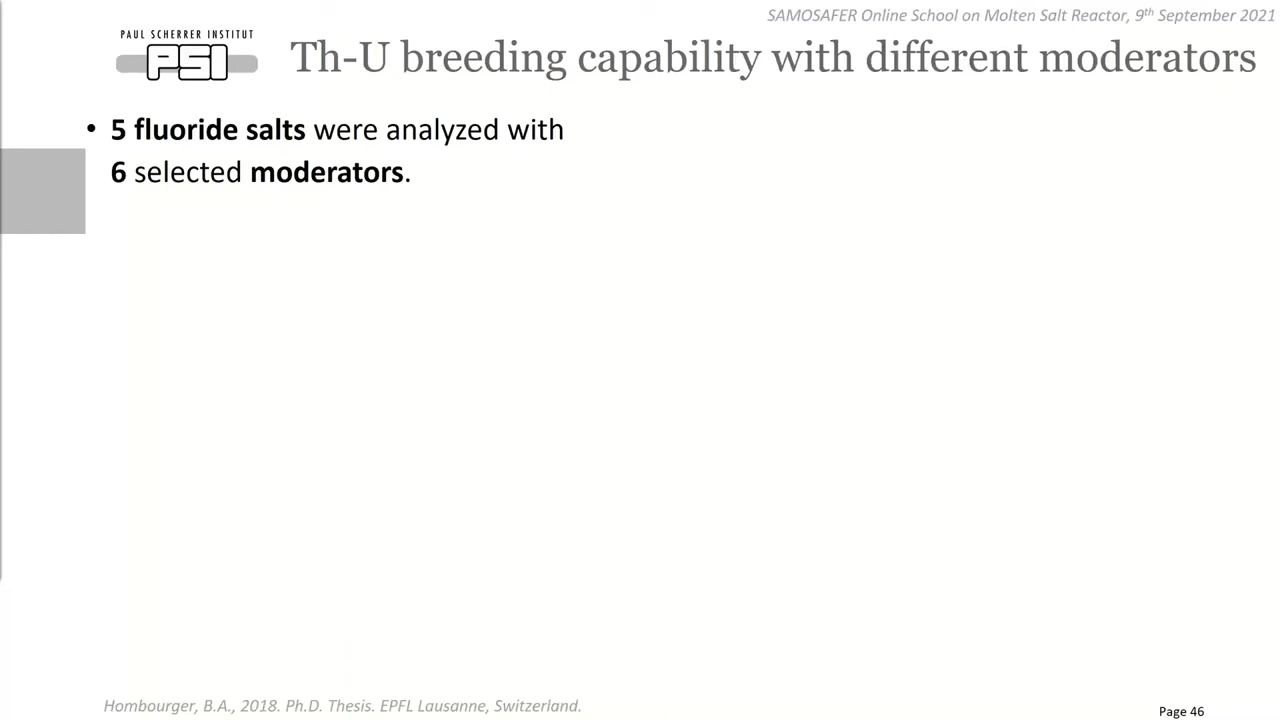 SAMOSAFER Online School on Molten Salt Reactor, 9th September 2021
PAUL SCHERRER INSTITUT
PSI
Th-U breeding capability with different moderators
• 5 fluoride salts were analyzed with
6 selected moderators.
Hombourger, B.A., 2018. Ph.D. Thesis. EPFL Lausanne, Switzerland.
Page 46